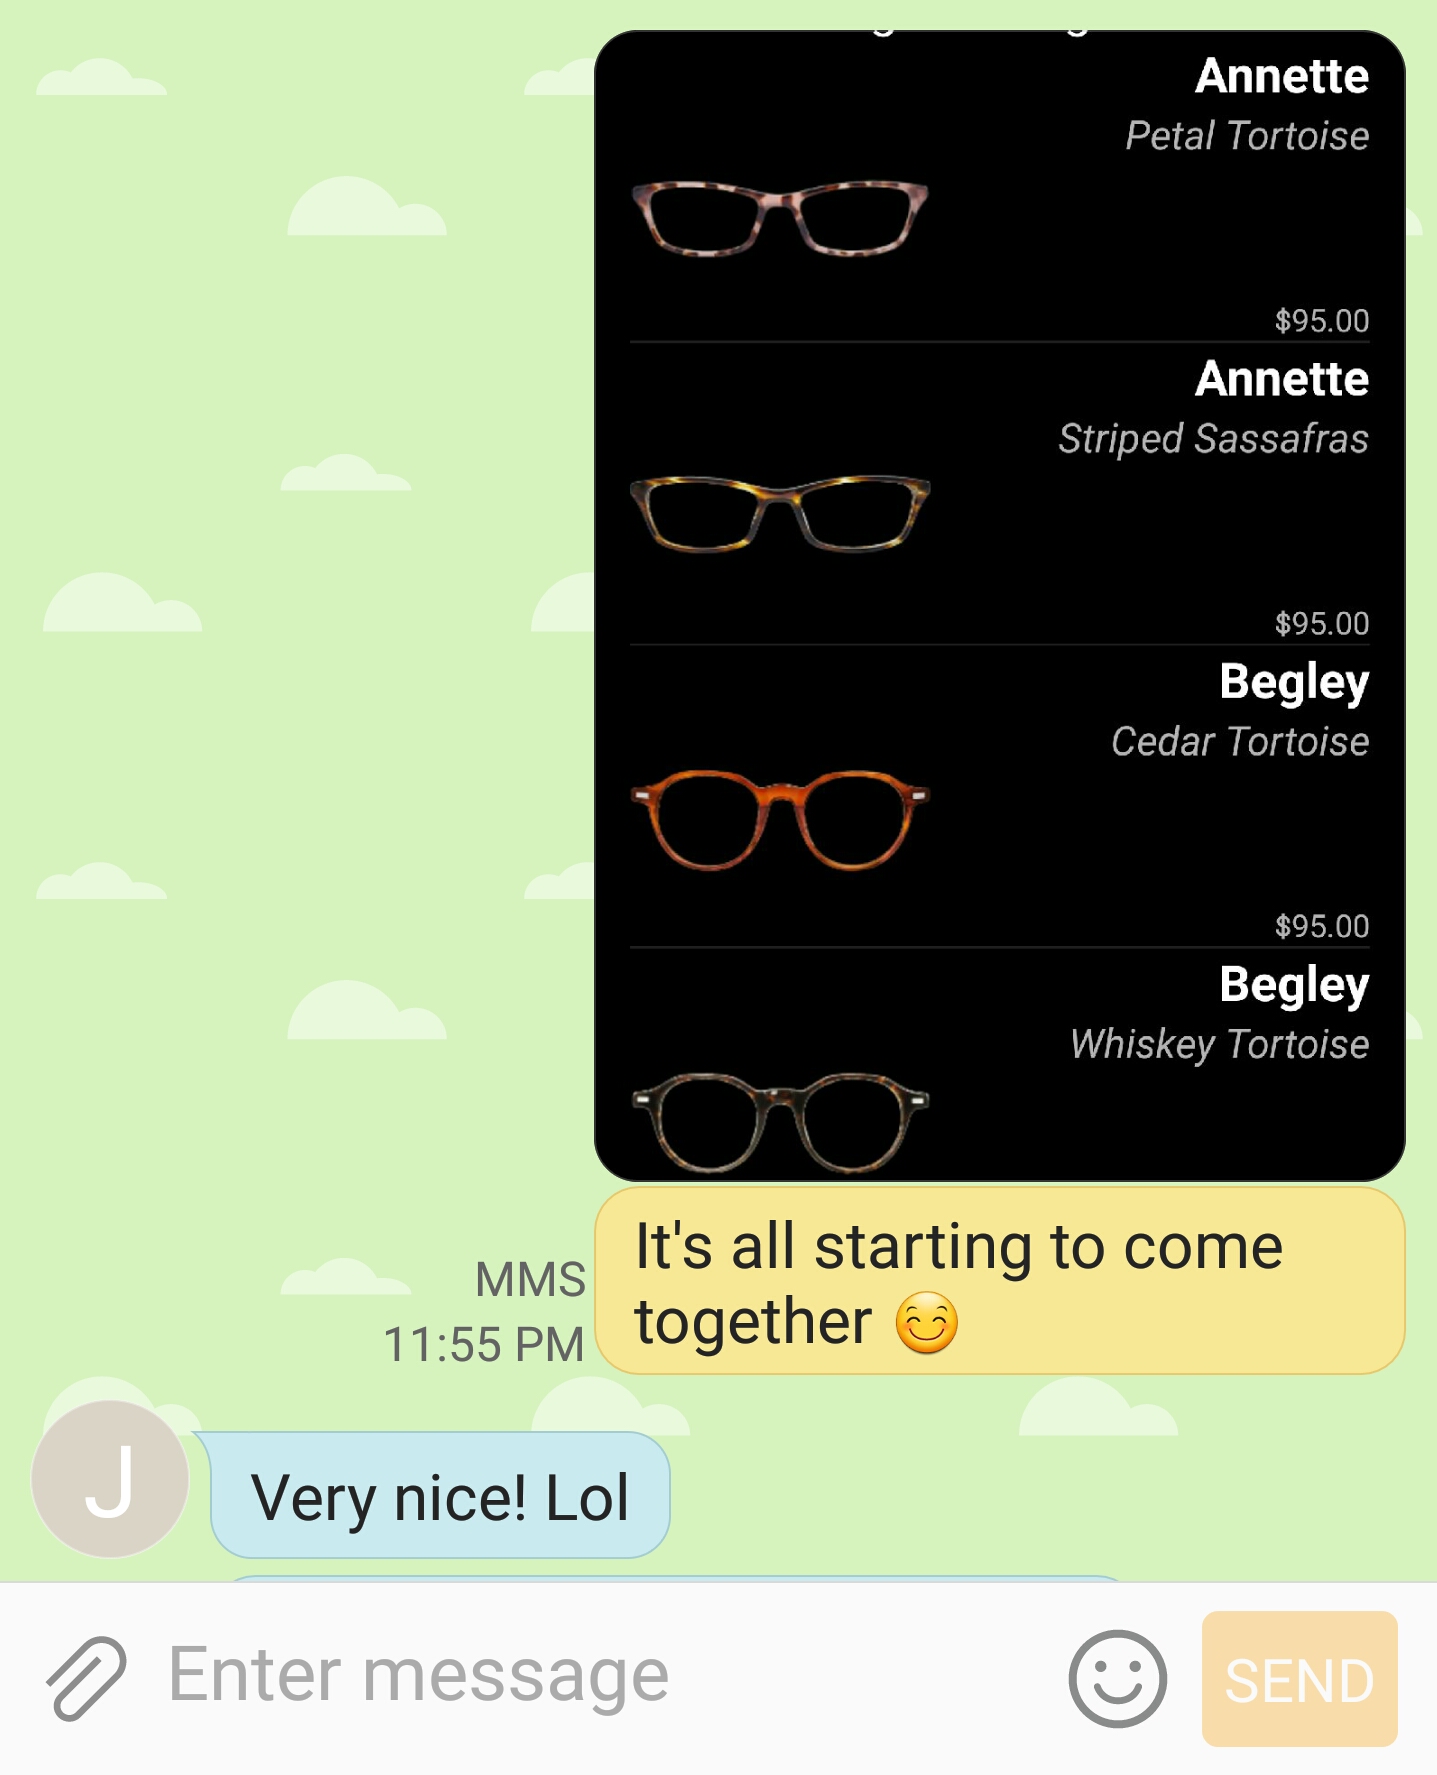 Annette
Petal Tortoise
$95.00
Annette
Striped Sassafras
$95.00
Begley
Cedar Tortoise
$95.00
Begley
Whiskey Tortoise
It's all starting to come
together 😊
MMS
11:55 PM
J
Very nice! Lol
Enter message
SEND